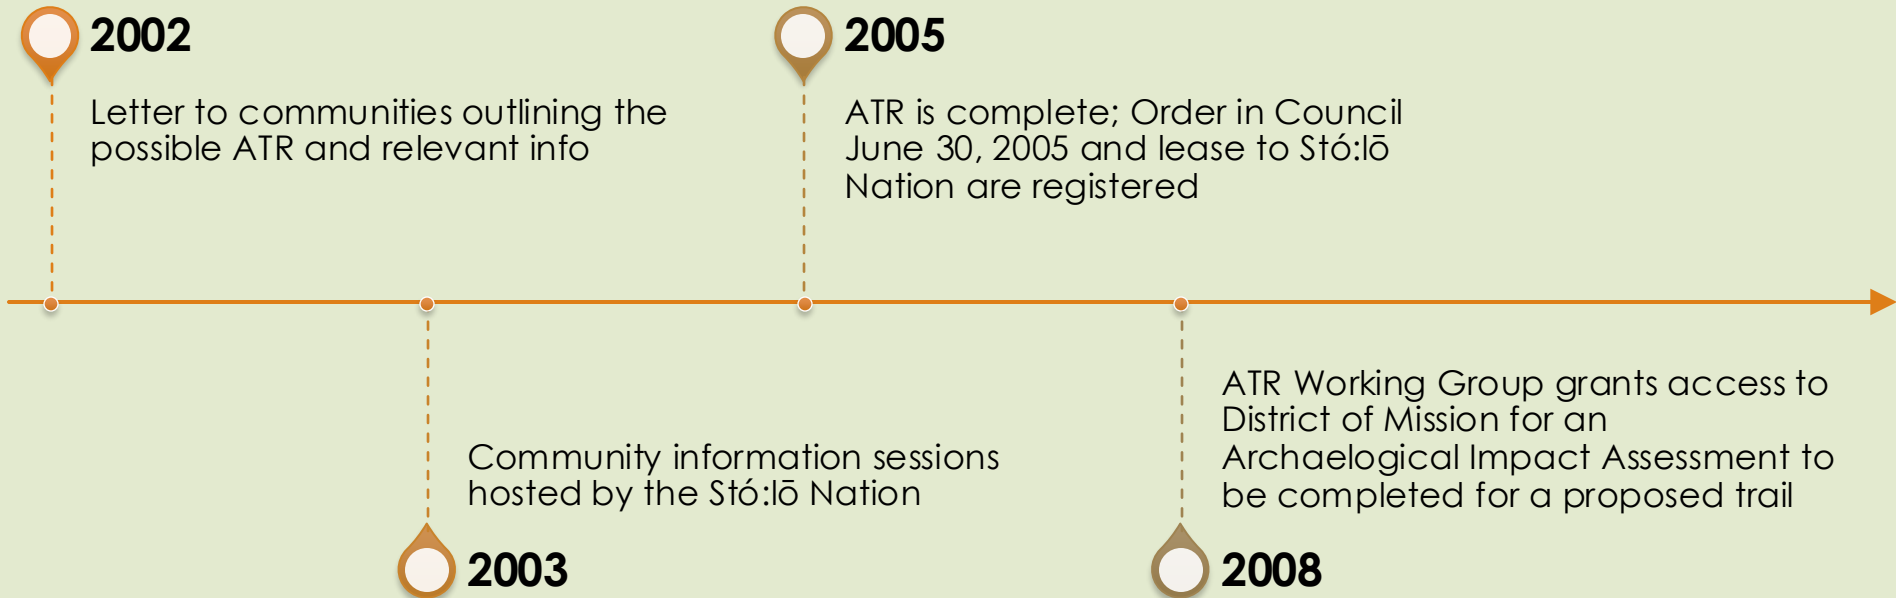 2002
Letter to communities outlining the
possible ATR and relevant info
2003
Community information sessions
hosted by the Stó:lō Nation
2005
ATR is complete; Order in Council
June 30, 2005 and lease to Stó:lō
Nation are registered
2008
ATR Working Group grants access to
District of Mission for an
Archaelogical Impact Assessment to
be completed for a proposed trail